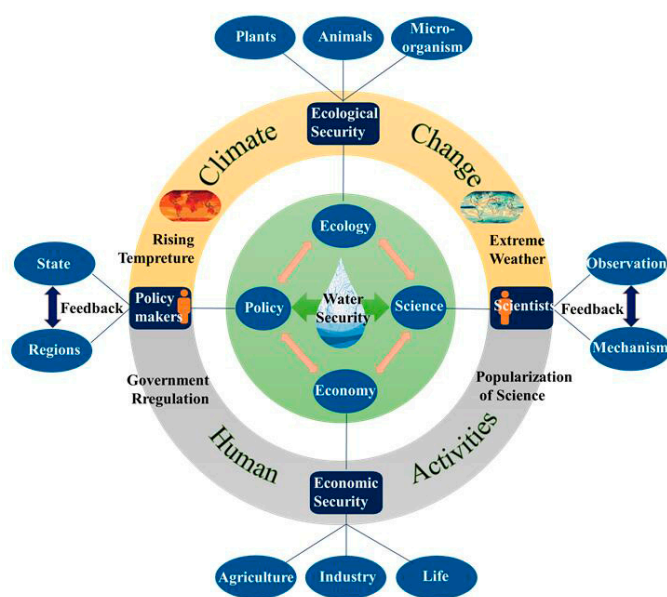 Plants
Animals
Micro-
organism
Ecological
Security
Climate
Change
Rising
Tempreture
Extreme
Weather
Ecology
State
Feedback
Regions
Policy
makers
Policy
Water
Security
Science
Scientists
Observation
Feedback
Mechanism
Economy
Government
Rregulation
Popularization
of Science
Human
Activities
Economic
Security
Agriculture
Industry
Life